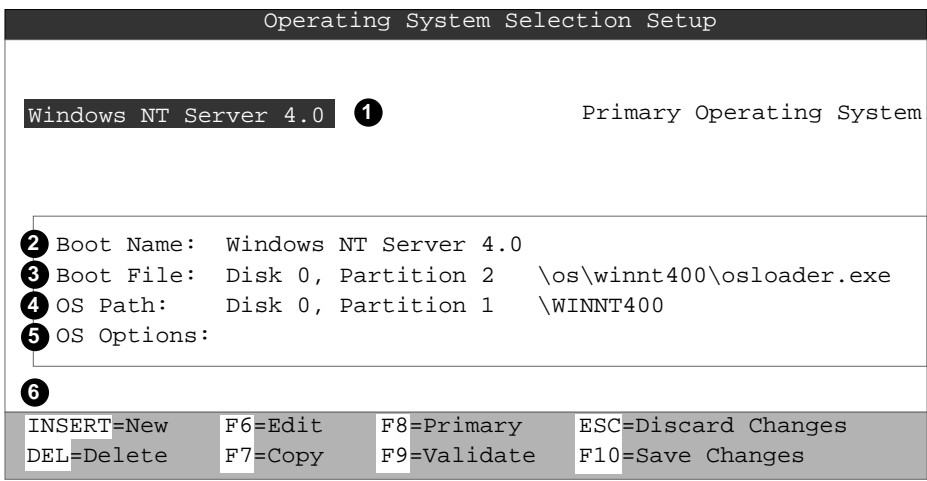 Operating System Selection Setup
Windows NT Server 4.0 1 Primary Operating System
2 Boot Name: Windows NT Server 4.0
3 Boot File: Disk 0, Partition 2 \os\winnt400\osloader.exe
4 OS Path: Disk 0, Partition 1 \WINNT400
5 OS Options:
6
INSERT=New F6=Edit F8=Primary ESC=Discard Changes
DEL=Delete F7=Copy F9=Validate F10=Save Changes